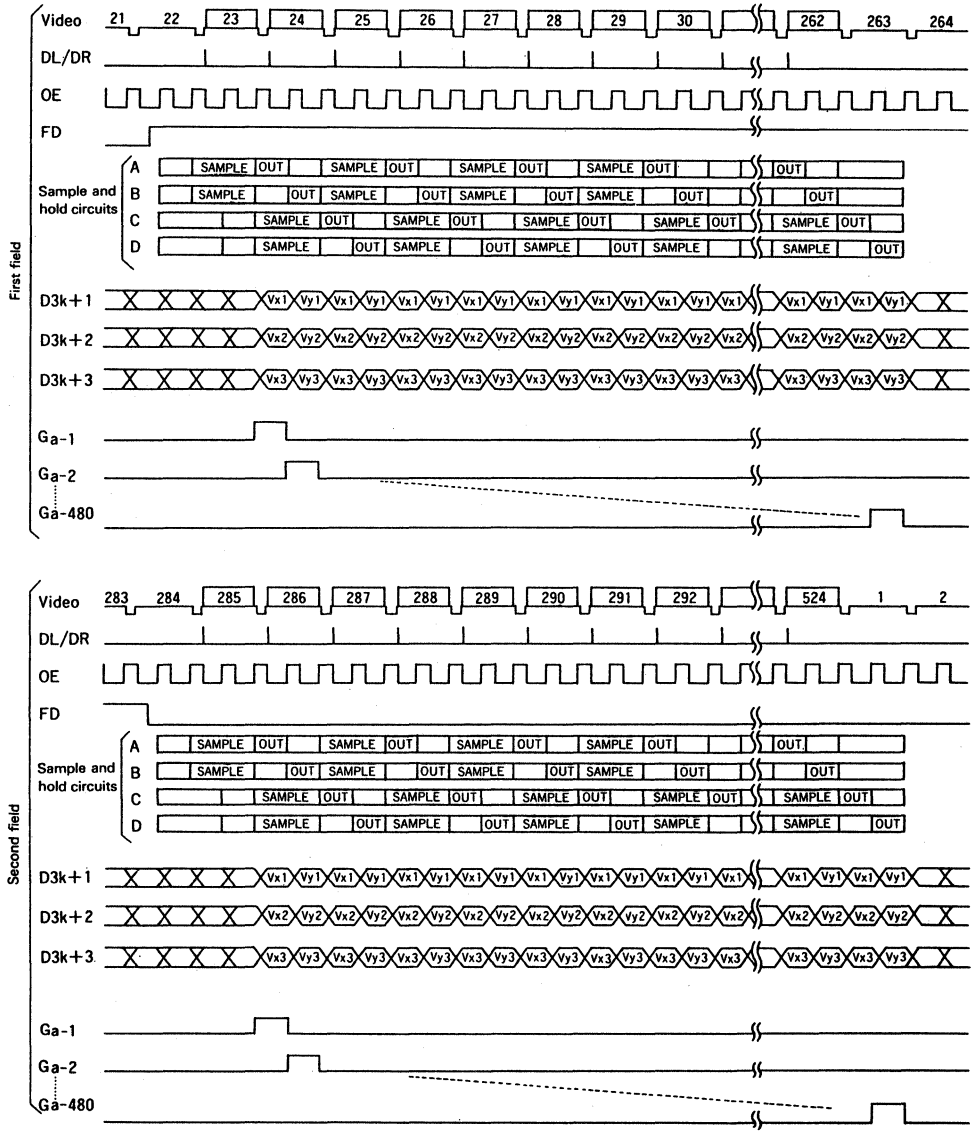 First field
Video 21 22 23 24 25 26 27 28 29 30 262 263 264
DL/DR
OE
FD
Sample and
hold circuits
A SAMPLE OUT SAMPLE OUT SAMPLE OUT SAMPLE OUT OUT
B SAMPLE OUT SAMPLE OUT SAMPLE OUT SAMPLE OUT OUT
C SAMPLE OUT SAMPLE OUT SAMPLE OUT SAMPLE OUT SAMPLE OUT
D SAMPLE OUT SAMPLE OUT SAMPLE OUT SAMPLE SAMPLE OUT
D3k+1 Vx1 Vy1 Vx1 Vy1 Vx1 Vy1 Vx1 Vy1 Vx1 Vy1 Vx1 Vy1 Vx1 Vy1 Vx1 Vx1 Vy1 Vx1 Vy1
D3k+2 Vx2 Vy2 Vx2 Vy2 Vx2 Vy2 Vx2 Vy2 Vx2 Vy2 Vx2 Vy2 Vx2 Vy2 Vx2 Vx2 Vy2 Vx2 Vy2
D3k+3 Vx3 Vy3 Vx3 Vy3 Vx3 Vy3 Vx3 Vy3 Vx3 Vy3 Vx3 Vy3 Vx3 Vy3 Vx3 Vx3 Vy3 Vx3 Vy3
Ga-1
Ga-2
Ga-480
Second field
Video 283 284 285 286 287 288 289 290 291 292 524 1 2
DL/DR
OE
FD
Sample and
hold circuits
A SAMPLE OUT SAMPLE OUT SAMPLE OUT SAMPLE OUT OUT.
B SAMPLE OUT SAMPLE OUT SAMPLE OUT SAMPLE OUT OUT
C SAMPLE OUT SAMPLE OUT SAMPLE OUT SAMPLE OUT SAMPLE OUT
D SAMPLE OUT SAMPLE OUT SAMPLE OUT SAMPLE SAMPLE OUT
D3k+1 Vx1 Vy1 Vx1 Vy1 Vx1 Vy1 Vx1 Vy1 Vx1 Vy1 Vx1 Vy1 Vx1 Vy1 Vx1 Vx1 Vy1 Vx1 Vy1
D3k+2 Vx2 Vy2 Vx2 Vy2 Vx2 Vy2 Vx2 Vy2 Vx2 Vy2 Vx2 Vy2 Vx2 Vy2 Vx2 Vx2 Vy2 Vx2 Vy2
D3k+3. Vx3 Vy3 Vx3 Vy3 Vx3 Vy3 Vx3 Vy3 Vx3 Vy3 Vx3 Vy3 Vx3 Vy3 Vx3 Vx3 Vy3 Vx3 Vy3
Ga-1
Ga-2
Ga-480